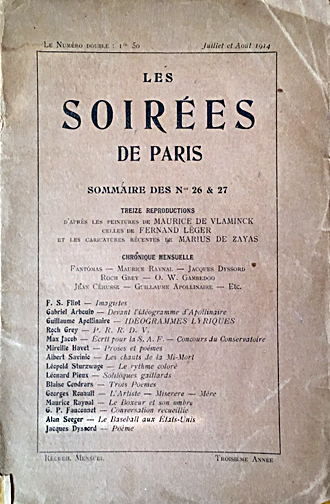 Le Numéro double : 1fr 50 Juillet et Août 1914
LES
SOIRÉES
DE PARIS
SOMMAIRE DES Nos 26 & 27
TREIZE REPRODUCTIONS
D'APRÈS LES PEINTURES DE MAURICE DE VLAMINCK
CELLES DE FERNAND LÉGER
ET LES CARICATURES RÉCENTES DE MARIUS DE ZAYAS
CHRONIQUE MENSUELLE
Fantomas — Maurice Raynal — Jacques Dyssord
Roch Grey — O. W. Gambedoo
Jean Cérusse — Guillaume Apollinaire — Etc.
F. S. Flint — Imagistes
Gabriel Arbouin — Devant l'Idéogramme d'Apollinaire
Guillaume Apollinaire — IDÉOGRAMMES LYRIQUES
Roch Grey — P. R. R. D. V.
Max Jacob — Écrit pour la S. A. F. — Concours du Conservatoire
Mireille Havet — Proses et poèmes
Albert Savinio — Les chants de la Mi-Mort
Léopold Sturzwage — Le rythme coloré
Léonard Pieux — Soliloques gaillards
Blaise Cendrars — Trois Poèmes
Georges Renault — L'Artiste — Miserere — Mère
Maurice Raynal — Le Boxeur et son ombre
G. P. Fauconnet — Conversation recueillie
Alan Seeger — Le Baseball aux États-Unis
Jacques Dyssord — Poème
Recueil Mensuel Troisième Année